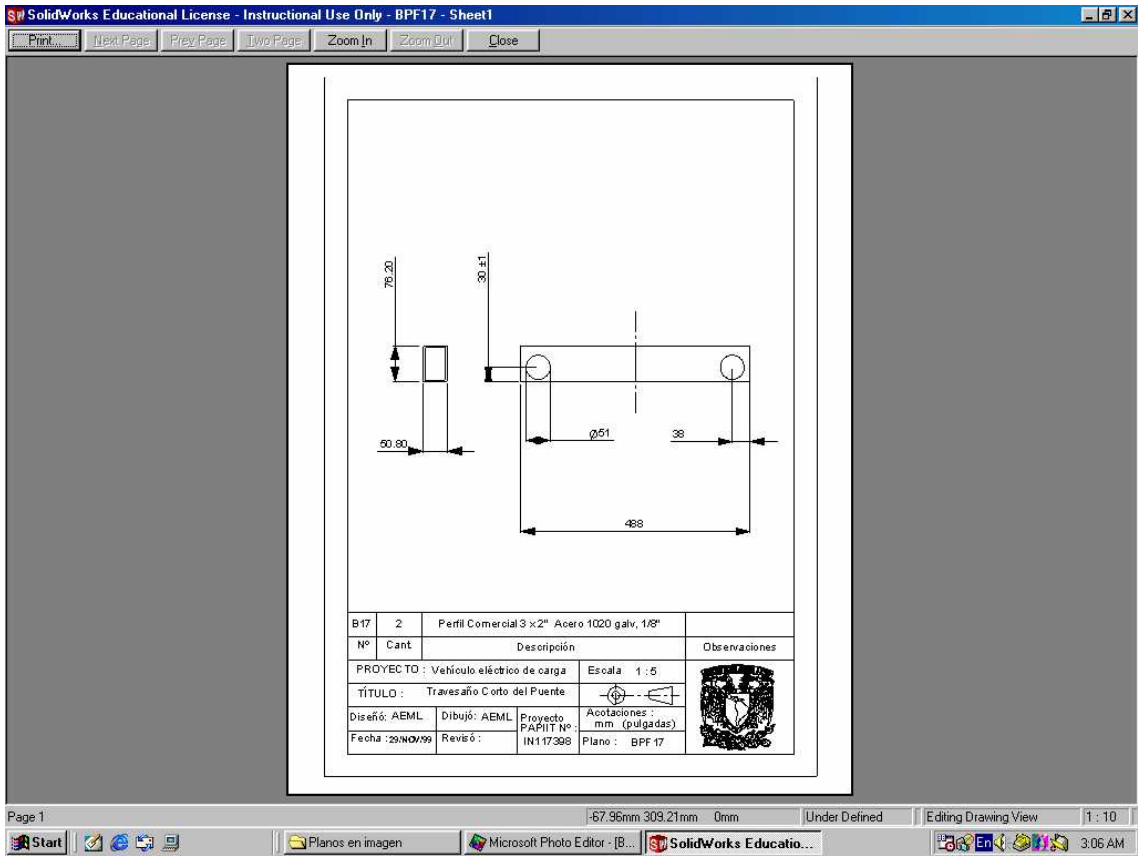 SolidWorks Educational License - Instructional Use Only - BPF17 - Sheet1
Print... Next Page Prev Page Two Page Zoom In Zoom Out Close
76.20
30 ±1
50.80
Ø51
38
488
B17 2 Perfil Comercial 3 x 2" Acero 1020 galv, 1/8"
Nº Cant Descripción Observaciones
PROYECTO : Vehículo eléctrico de carga Escala 1 : 5
TÍTULO : Travesaño Corto del Puente
Diseñó: AEML Dibujó: AEML Proyecto PAPIIT Nº : IN117398 Acotaciones : mm (pulgadas)
Fecha : 29/NOV/99 Revisó : Plano : BPF 17
Page 1 -67.96mm 309.21mm 0mm Under Defined Editing Drawing View 1 : 10
Start Planos en imagen Microsoft Photo Editor - [B... SolidWorks Educatio... En 3:06 AM